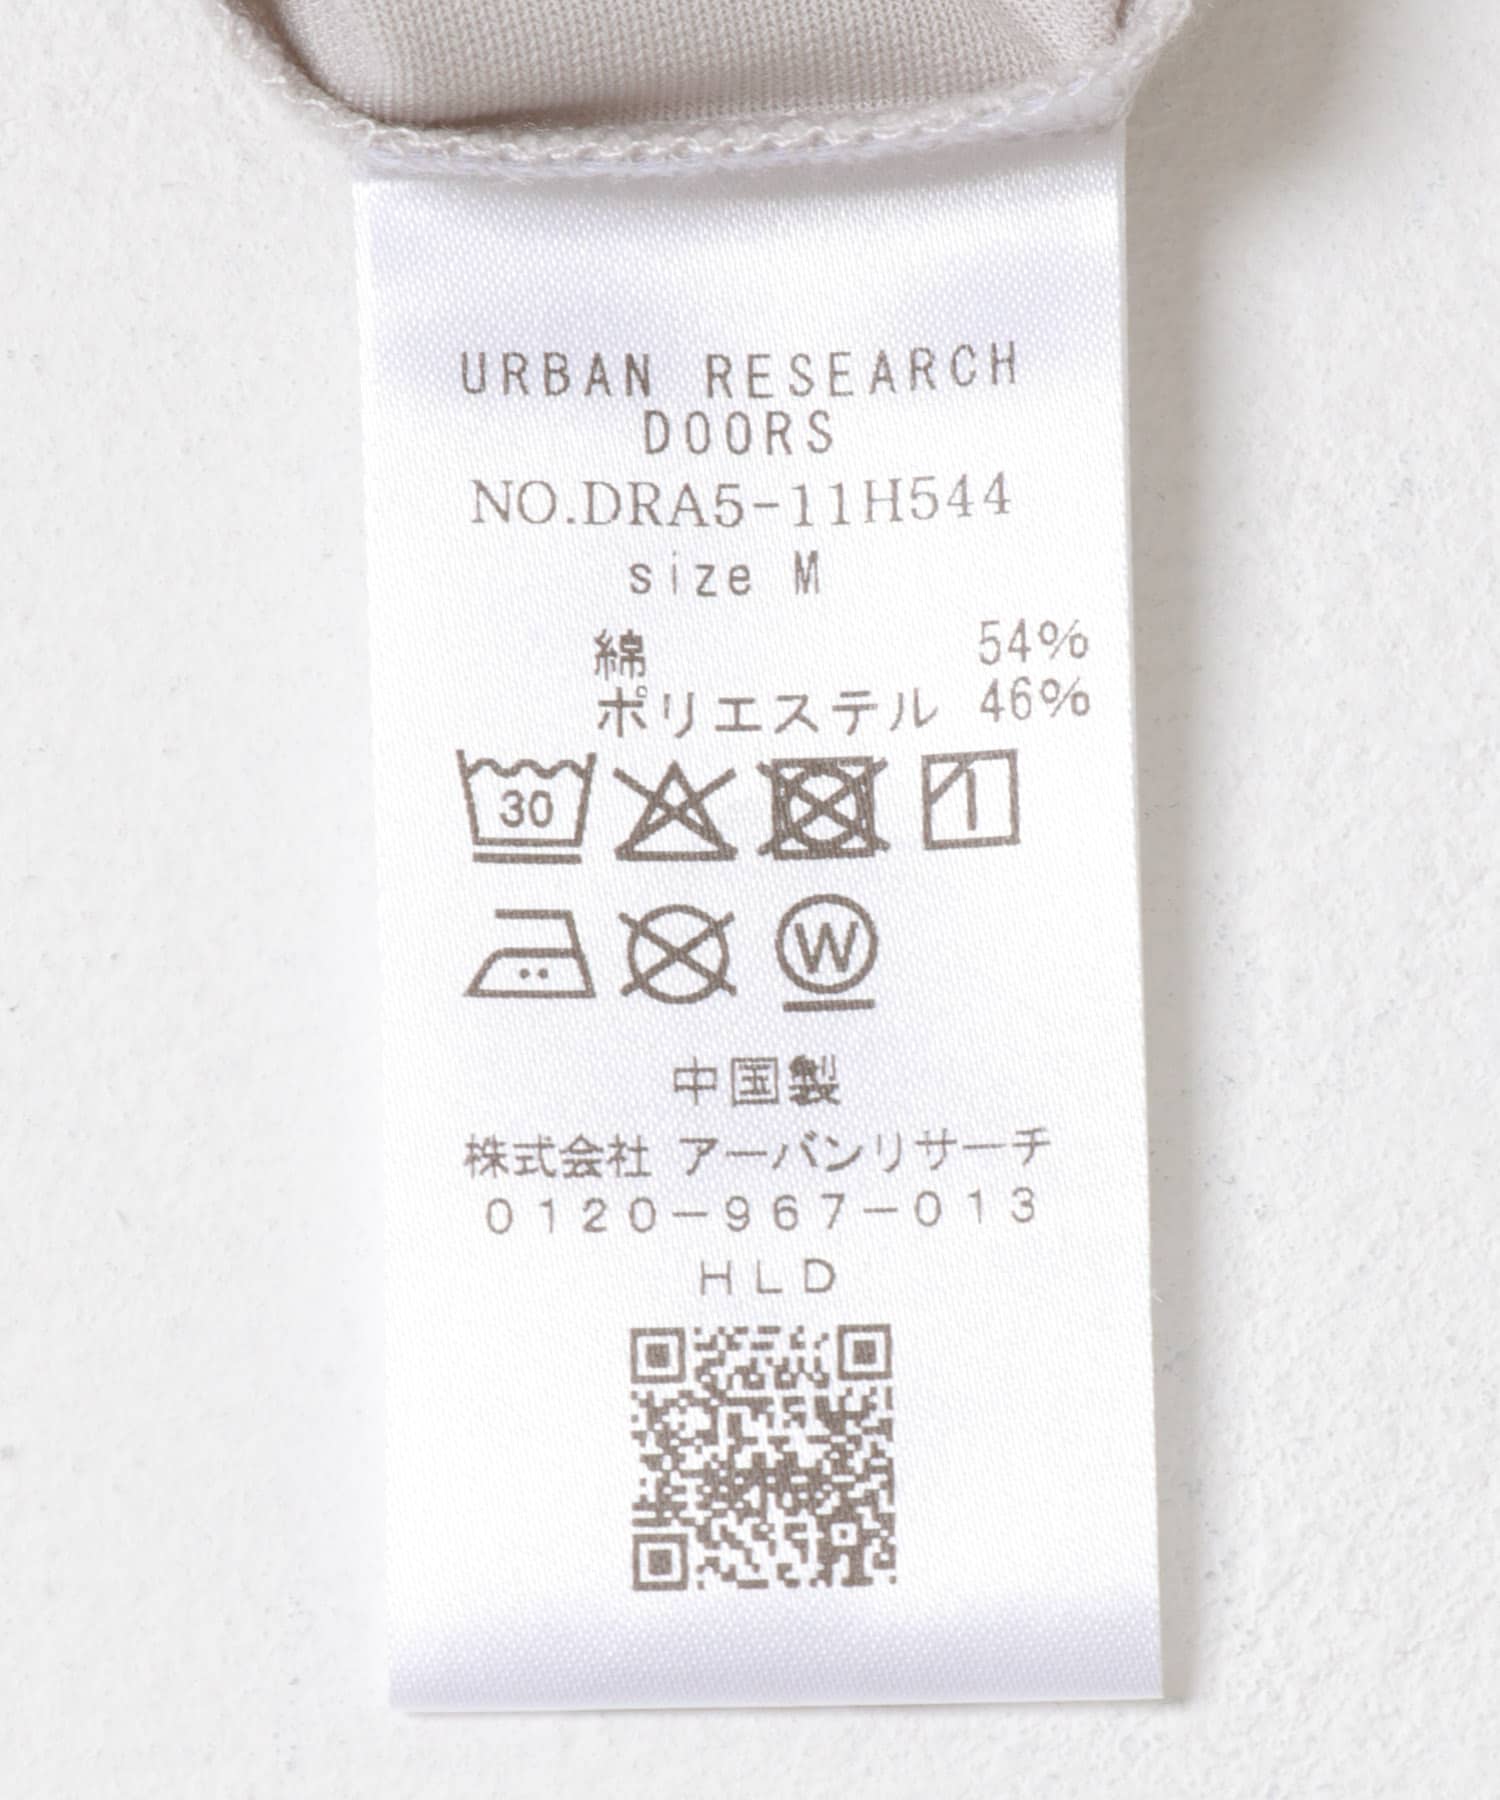 URBAN RESEARCH
DOORS
NO.DRA5-11H544
size M
綿 54%
ポリエステル 46%
30
W
中国製
株式会社 アーバンリサーチ
0120-967-013
HLD